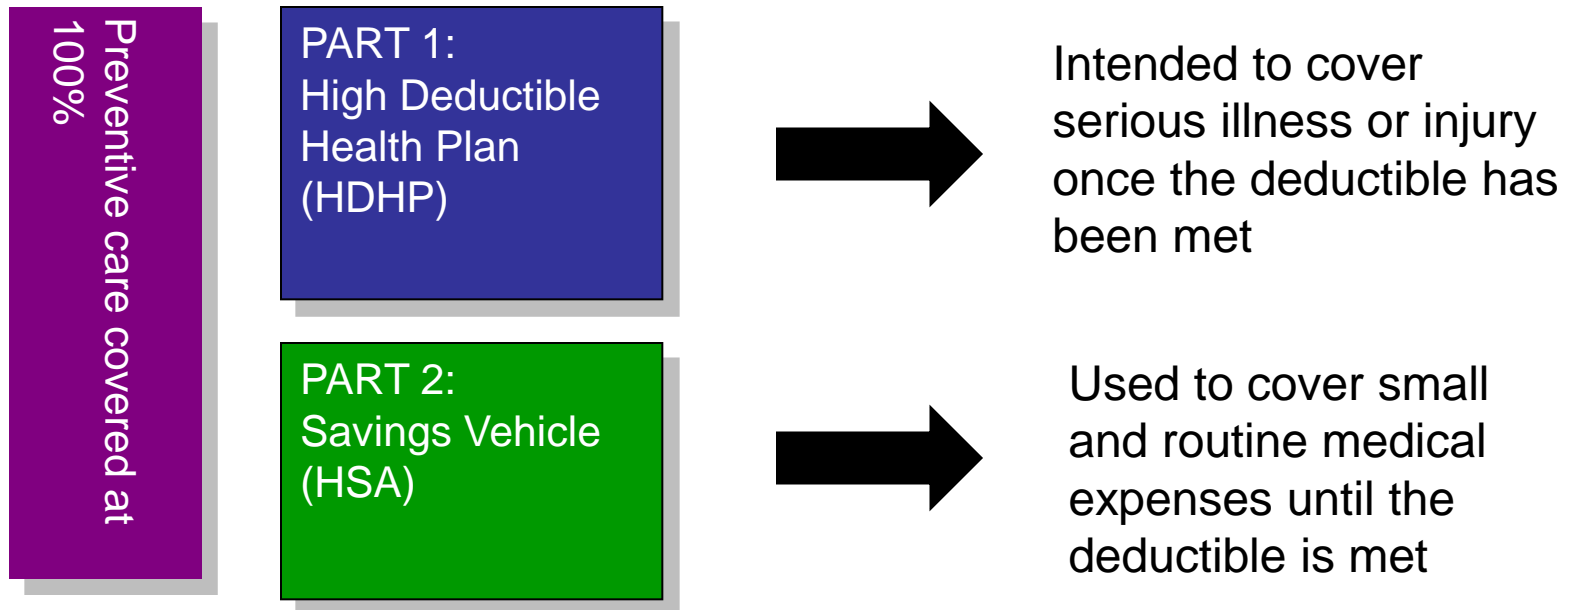 Preventive care covered at
100%
PART 1:
High Deductible
Health Plan
(HDHP)
Intended to cover
serious illness or injury
once the deductible has
been met
PART 2:
Savings Vehicle
(HSA)
Used to cover small
and routine medical
expenses until the
deductible is met